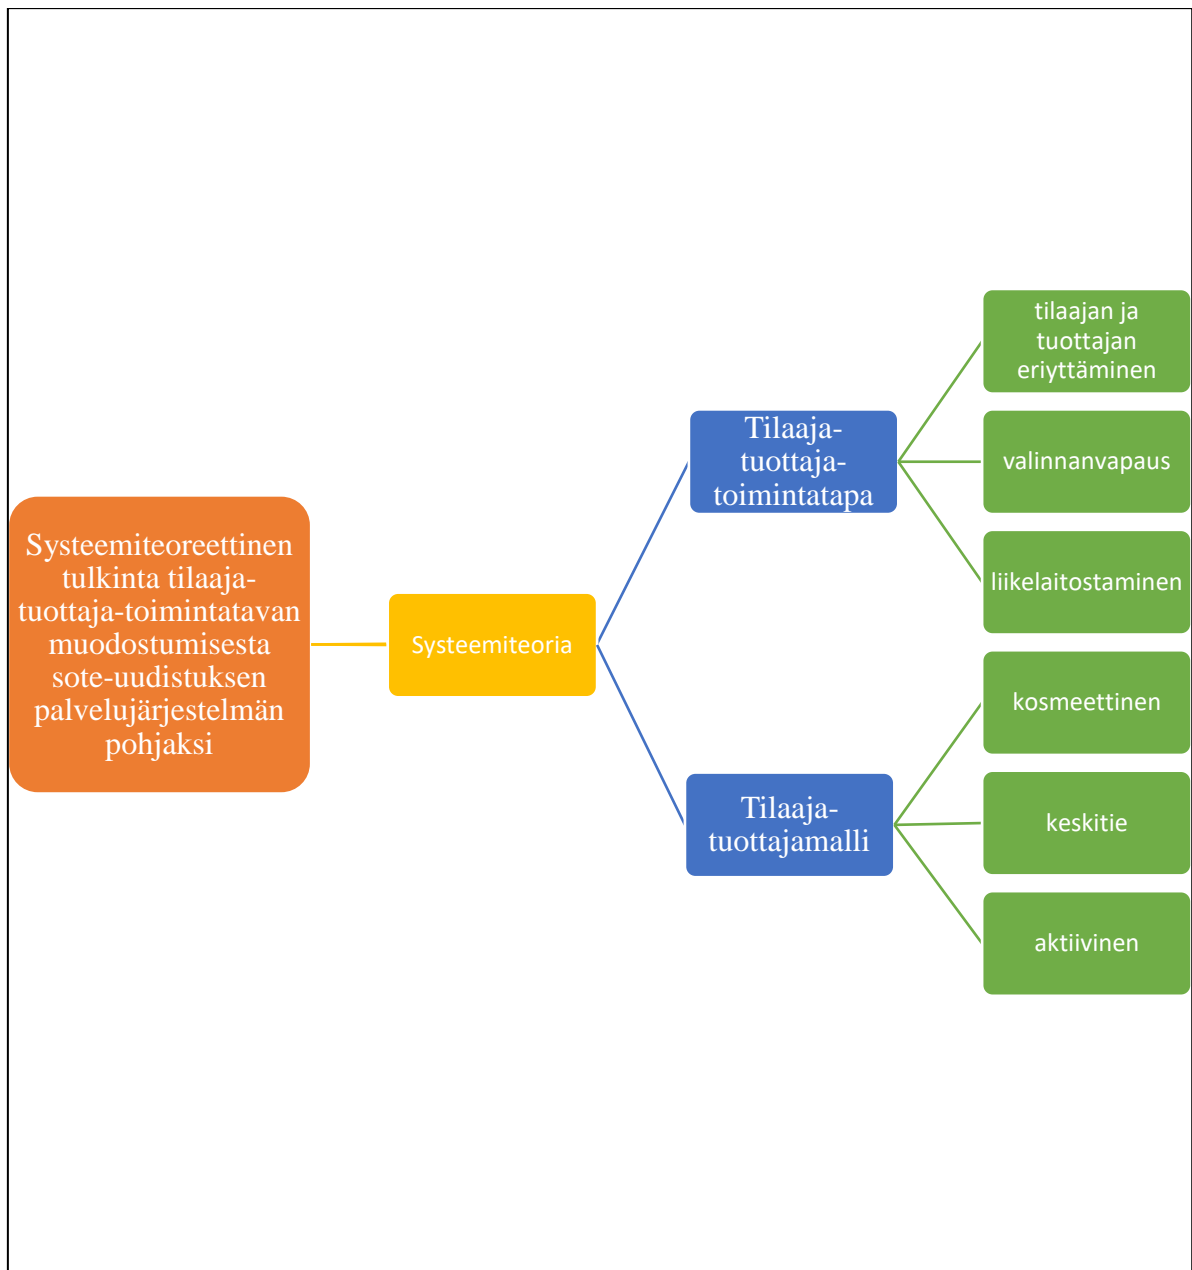 Systeemiteoreettinen
tulkinta tilaaja-
tuottaja-toimintatavan
muodostumisesta
sote-uudistuksen
palvelujärjestelmän
pohjaksi
Systeemiteoria
Tilaaja-
tuottaja-
toimintatapa
tilaajan ja
tuottajan
eriyttäminen
valinnanvapaus
liikelaitostaminen
Tilaaja-
tuottajamalli
kosmeettinen
keskitie
aktiivinen